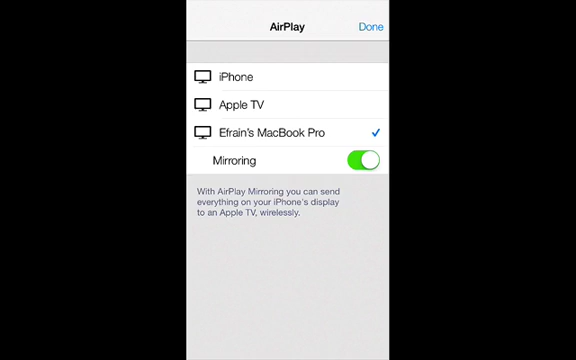 AirPlay
Done
iPhone
Apple TV
Efrain's MacBook Pro
Mirroring
With AirPlay Mirroring you can send
everything on your iPhone's display
to an Apple TV, wirelessly.